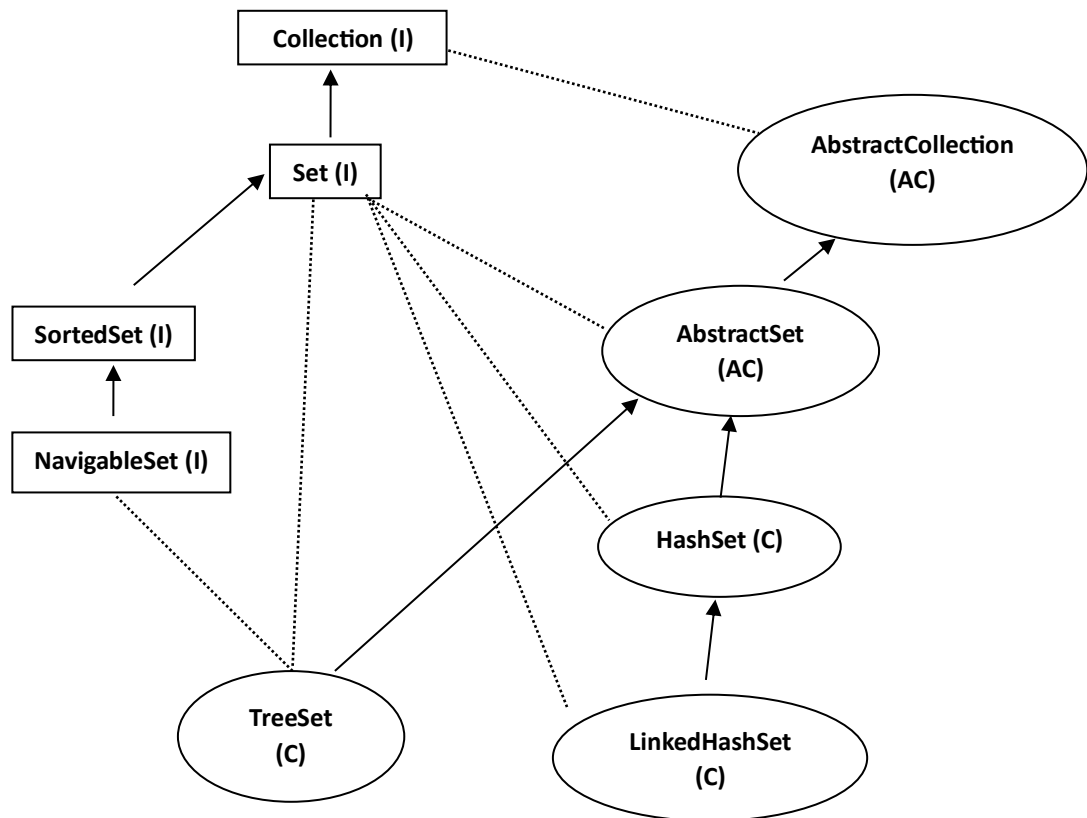 Collection (I)
AbstractCollection
(AC)
Set (I)
SortedSet (I)
AbstractSet
(AC)
NavigableSet (I)
HashSet (C)
TreeSet
(C)
LinkedHashSet
(C)